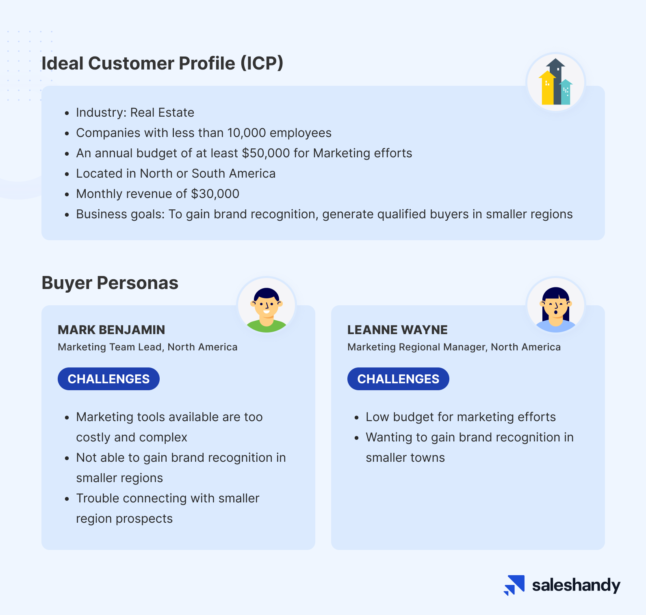 Ideal Customer Profile (ICP)
• Industry: Real Estate
• Companies with less than 10,000 employees
• An annual budget of at least $50,000 for Marketing efforts
• Located in North or South America
• Monthly revenue of $30,000
• Business goals: To gain brand recognition, generate qualified buyers in smaller regions
Buyer Personas
MARK BENJAMIN
Marketing Team Lead, North America
CHALLENGES
• Marketing tools available are too
costly and complex
• Not able to gain brand recognition in
smaller regions
• Trouble connecting with smaller
region prospects
LEANNE WAYNE
Marketing Regional Manager, North America
CHALLENGES
• Low budget for marketing efforts
• Wanting to gain brand recognition in
smaller towns
saleshandy